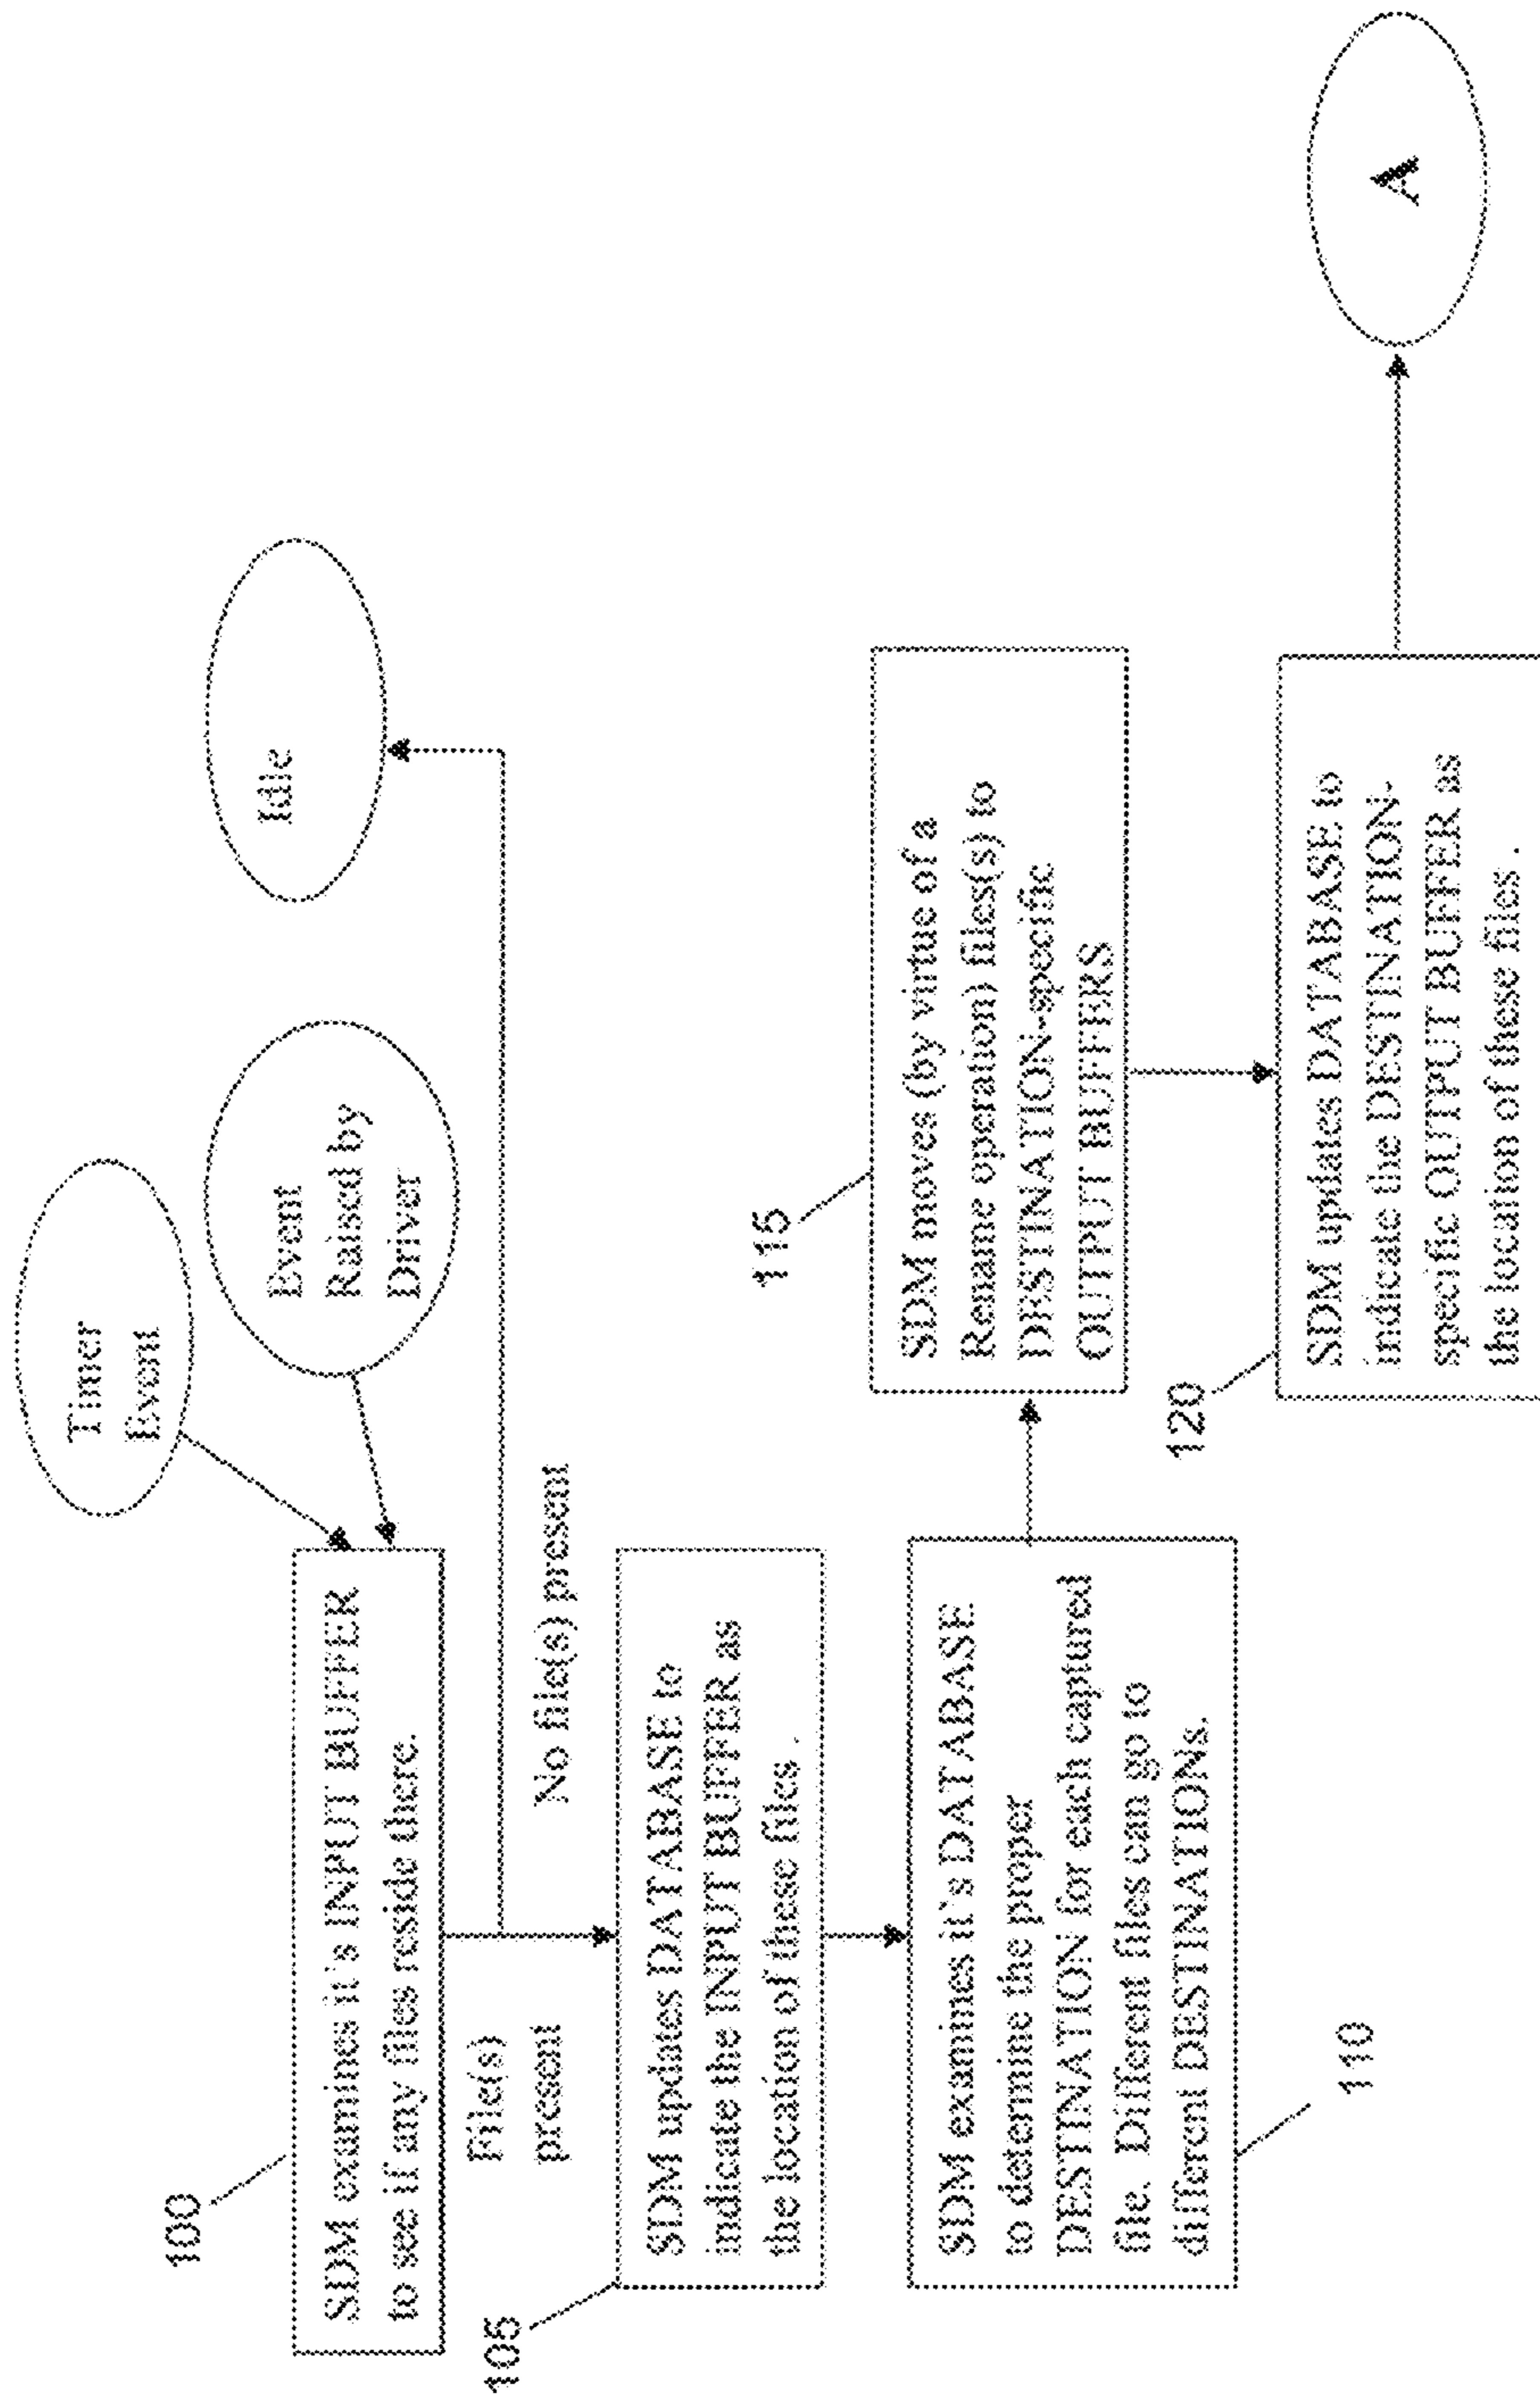 Timer
Event
Event
Raised by
Driver
Idle
100
SDM examines it's INPUT BUFFER
to see if any files reside there.
File(s)
present
No file(s) present
105
SDM updates DATABASE to
indicate the INPUT BUFFER as
the location of these files .
110
SDM examines it's DATABASE
to determine the proper
DESTINATION for each captured
file. Different files can go to
different DESTINATIONs.
115
SDM moves (by virtue of a
Rename operation) files(s) to
DESTINATION-specific
OUTPUT BUFFERS
120
SDM updates DATABASE to
indicate the DESTINATION-
specific OUTPUT BUFFER as
the location of these files .
A